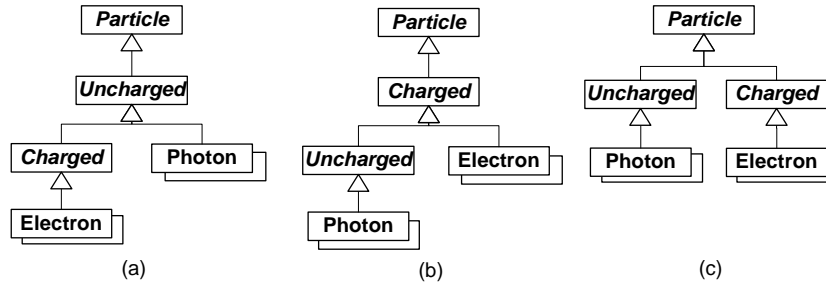 Particle
Uncharged
Charged
Photon
Electron
(a)
Particle
Charged
Uncharged
Electron
Photon
(b)
Particle
Uncharged
Charged
Photon
Electron
(c)